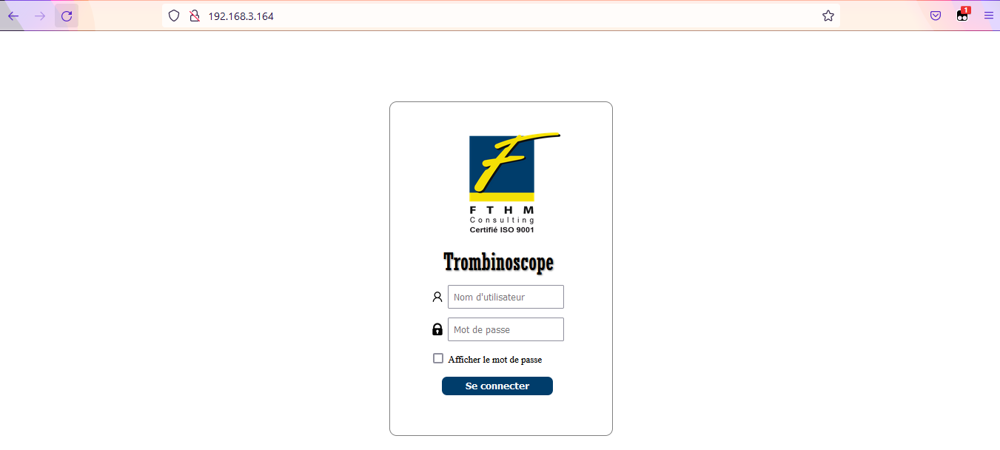 192.168.3.164
1
F T H M
Consulting
Certifié ISO 9001
Trombinoscope
Nom d'utilisateur
Mot de passe
Afficher le mot de passe
Se connecter